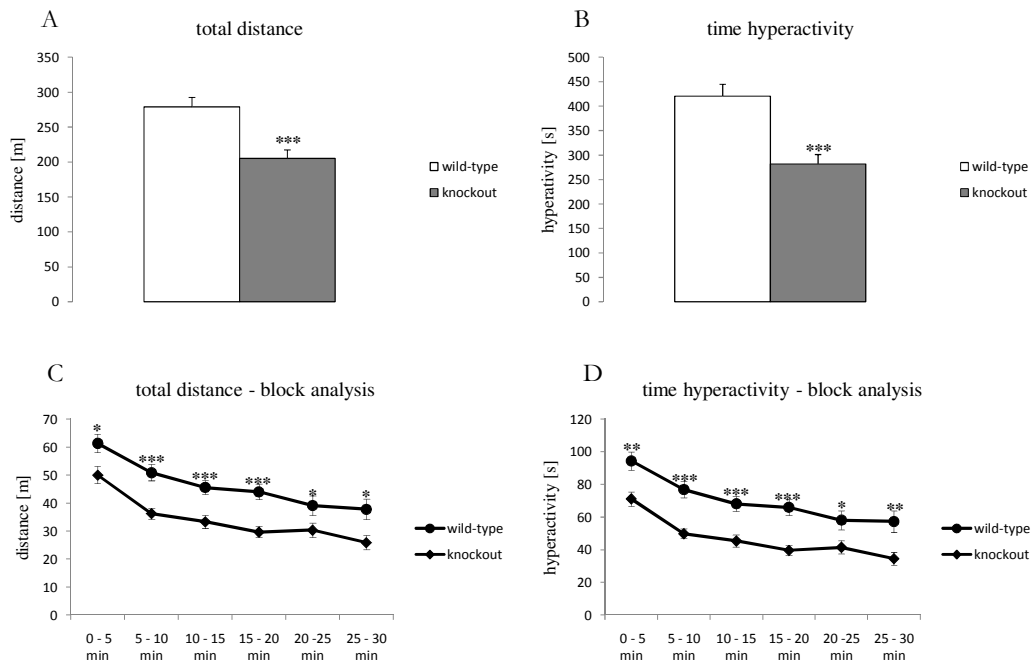 A
total distance
350
300
250
200
150
100
50
0
distance [m]
***
wild-type
knockout
B
time hyperactivity
500
450
400
350
300
250
200
150
100
50
0
hyperativity [s]
***
wild-type
knockout
C
total distance - block analysis
70
60
50
40
30
20
10
0
distance [m]
* *** *** *** * *
0 - 5 min
5 - 10 min
10 - 15 min
15 - 20 min
20 -25 min
25 - 30 min
wild-type
knockout
D
time hyperactivity - block analysis
120
100
80
60
40
20
0
hyperactivity [s]
** *** *** *** * **
0 - 5 min
5 - 10 min
10 - 15 min
15 - 20 min
20 -25 min
25 - 30 min
wild-type
knockout